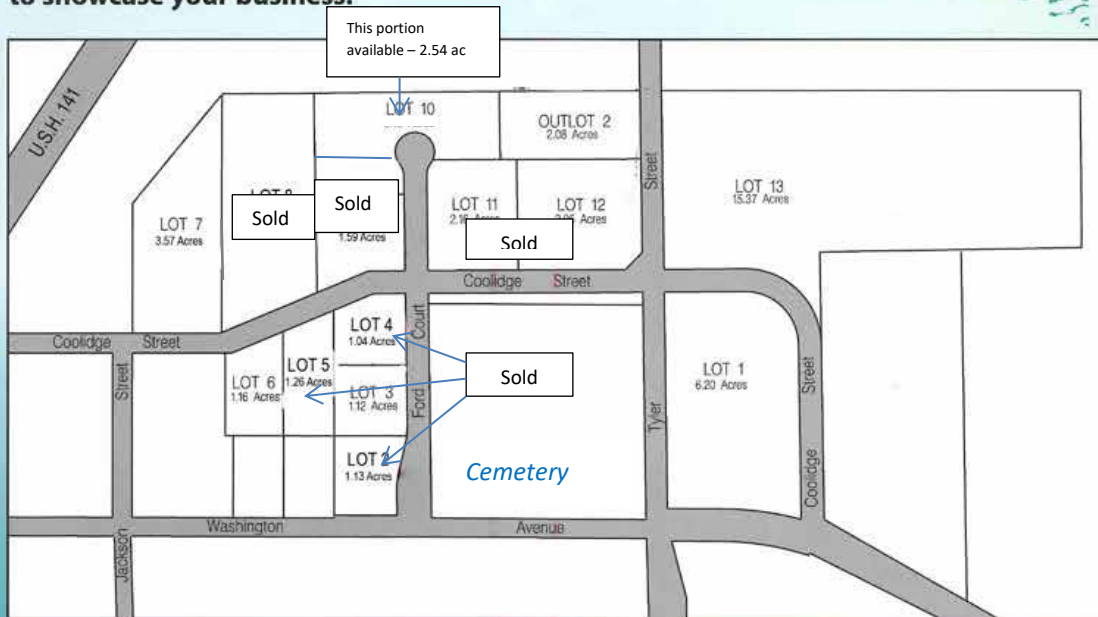 to showcase your business.
This portion
available – 2.54 ac
U.S.H. 141
LOT 10
OUTLOT 2
2.08 Acres
Street
LOT 13
15.37 Acres
LOT 7
3.57 Acres
Sold
Sold
1.59 Acres
LOT 11
LOT 12
Sold
Coolidge Street
Coolidge Street
Street
LOT 4
1.04 Acres
Court
LOT 5
1.26 Acres
LOT 6
1.16 Acres
LOT 3
1.12 Acres
Ford
Sold
LOT 1
6.20 Acres
Street
Tyler
LOT 2
1.13 Acres
Cemetery
Coolidge
Washington Avenue
Jackson